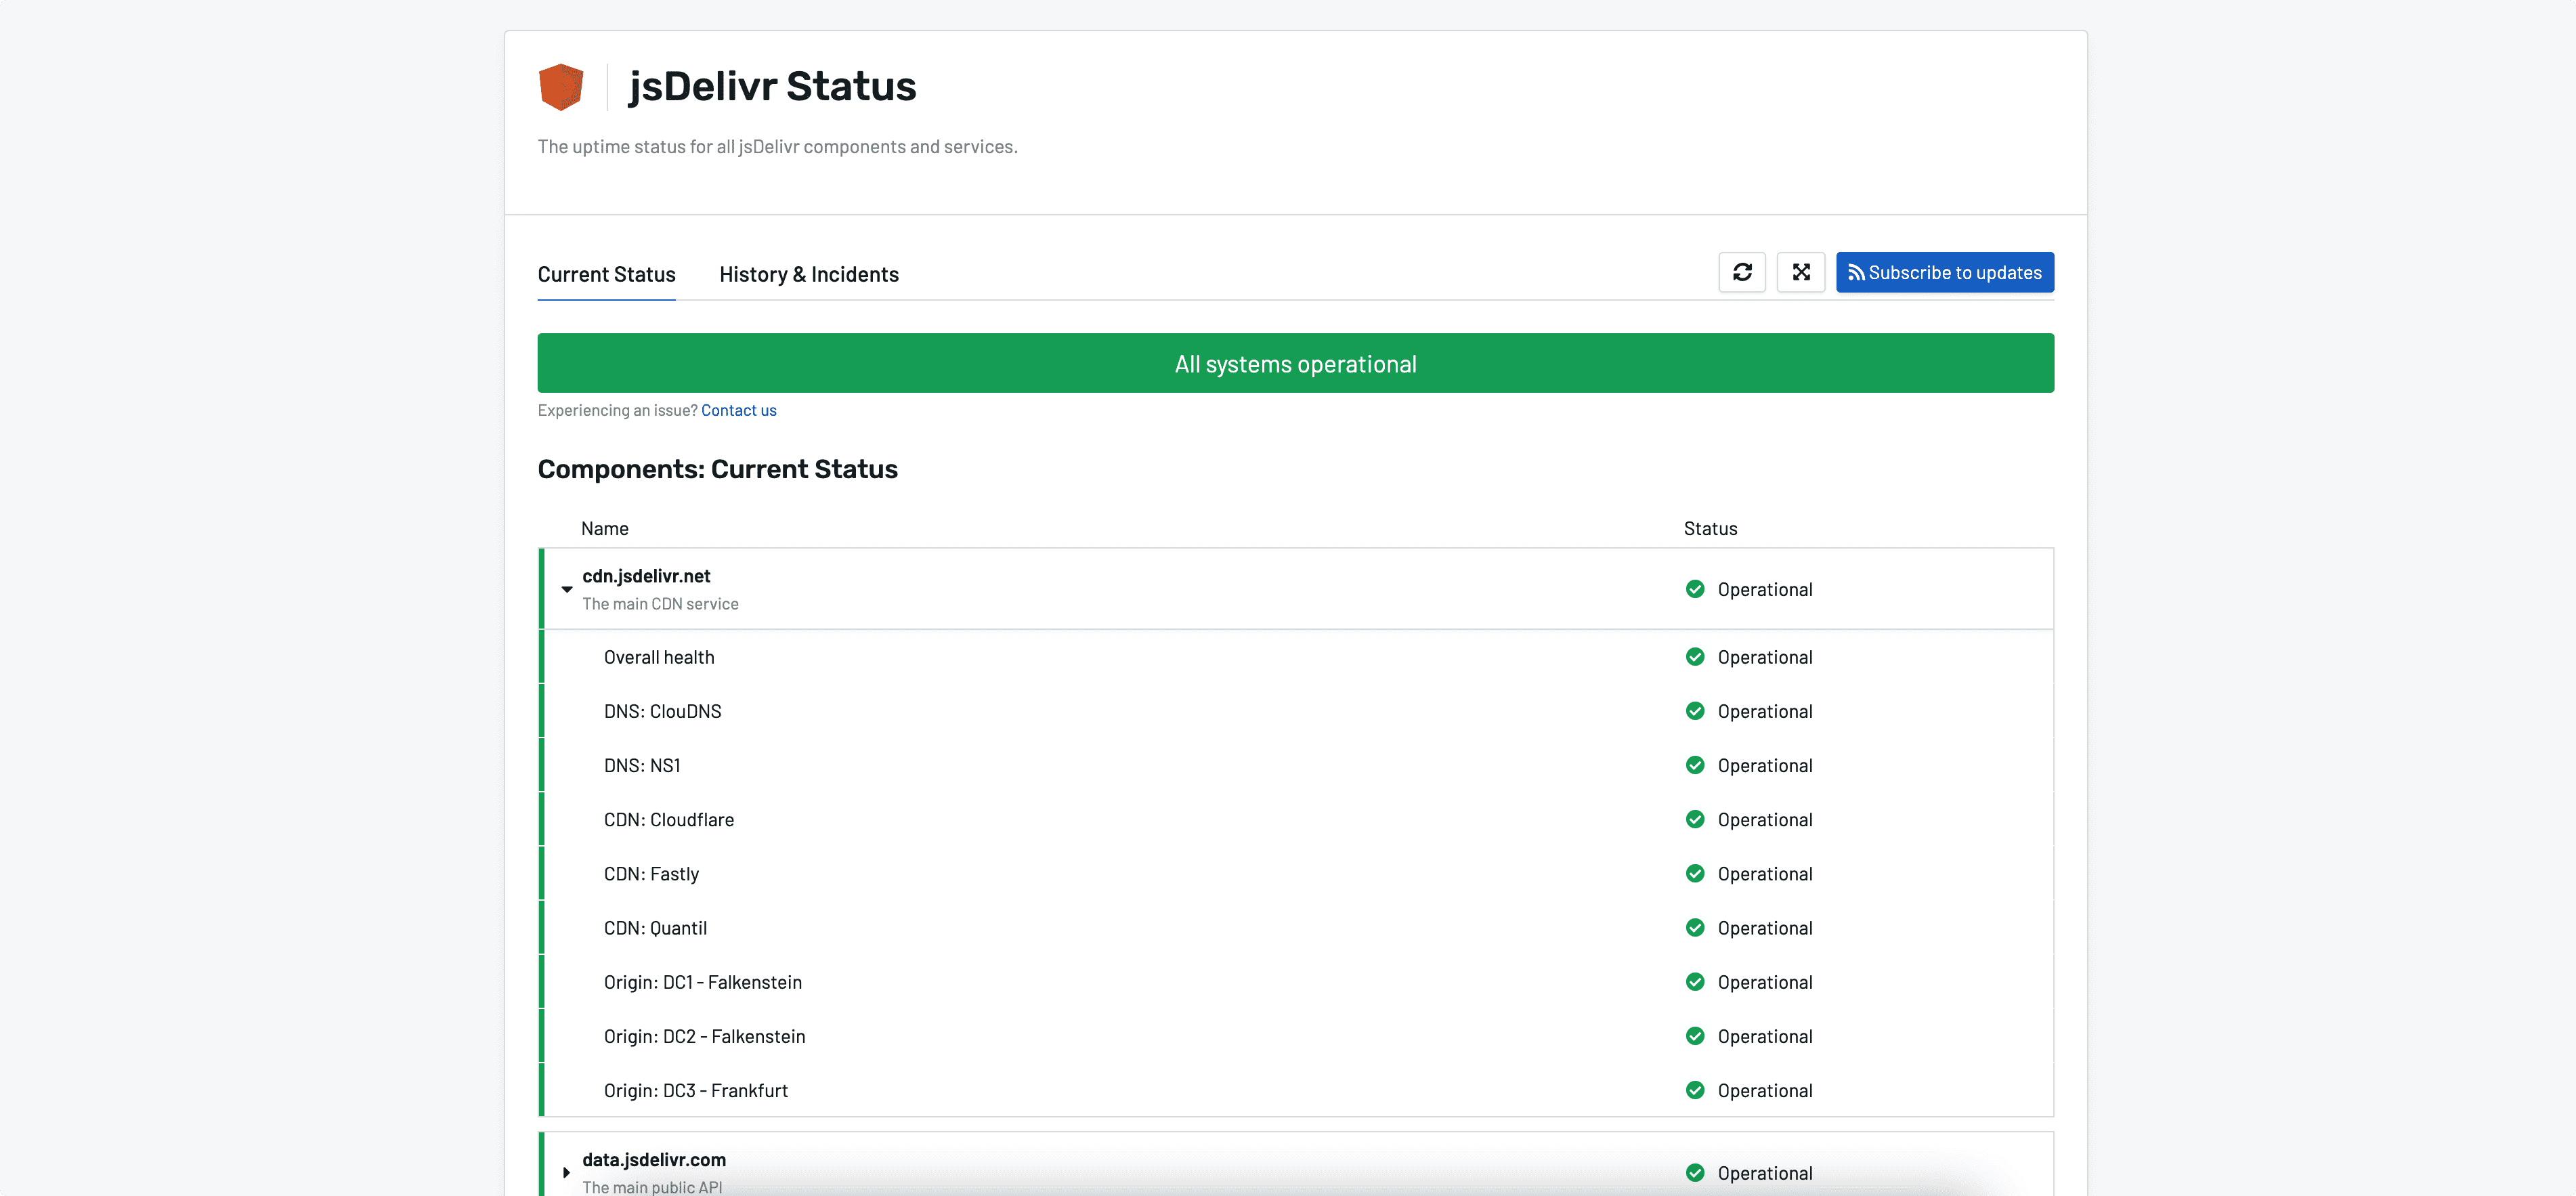 jsDelivr Status
The uptime status for all jsDelivr components and services.
Current Status
History & Incidents
Subscribe to updates
All systems operational
Experiencing an issue? Contact us
Components: Current Status
Name Status
cdn.jsdelivr.net
The main CDN service
Operational
Overall health Operational
DNS: ClouDNS Operational
DNS: NS1 Operational
CDN: Cloudflare Operational
CDN: Fastly Operational
CDN: Quantil Operational
Origin: DC1 - Falkenstein Operational
Origin: DC2 - Falkenstein Operational
Origin: DC3 - Frankfurt Operational
data.jsdelivr.com
The main public API
Operational